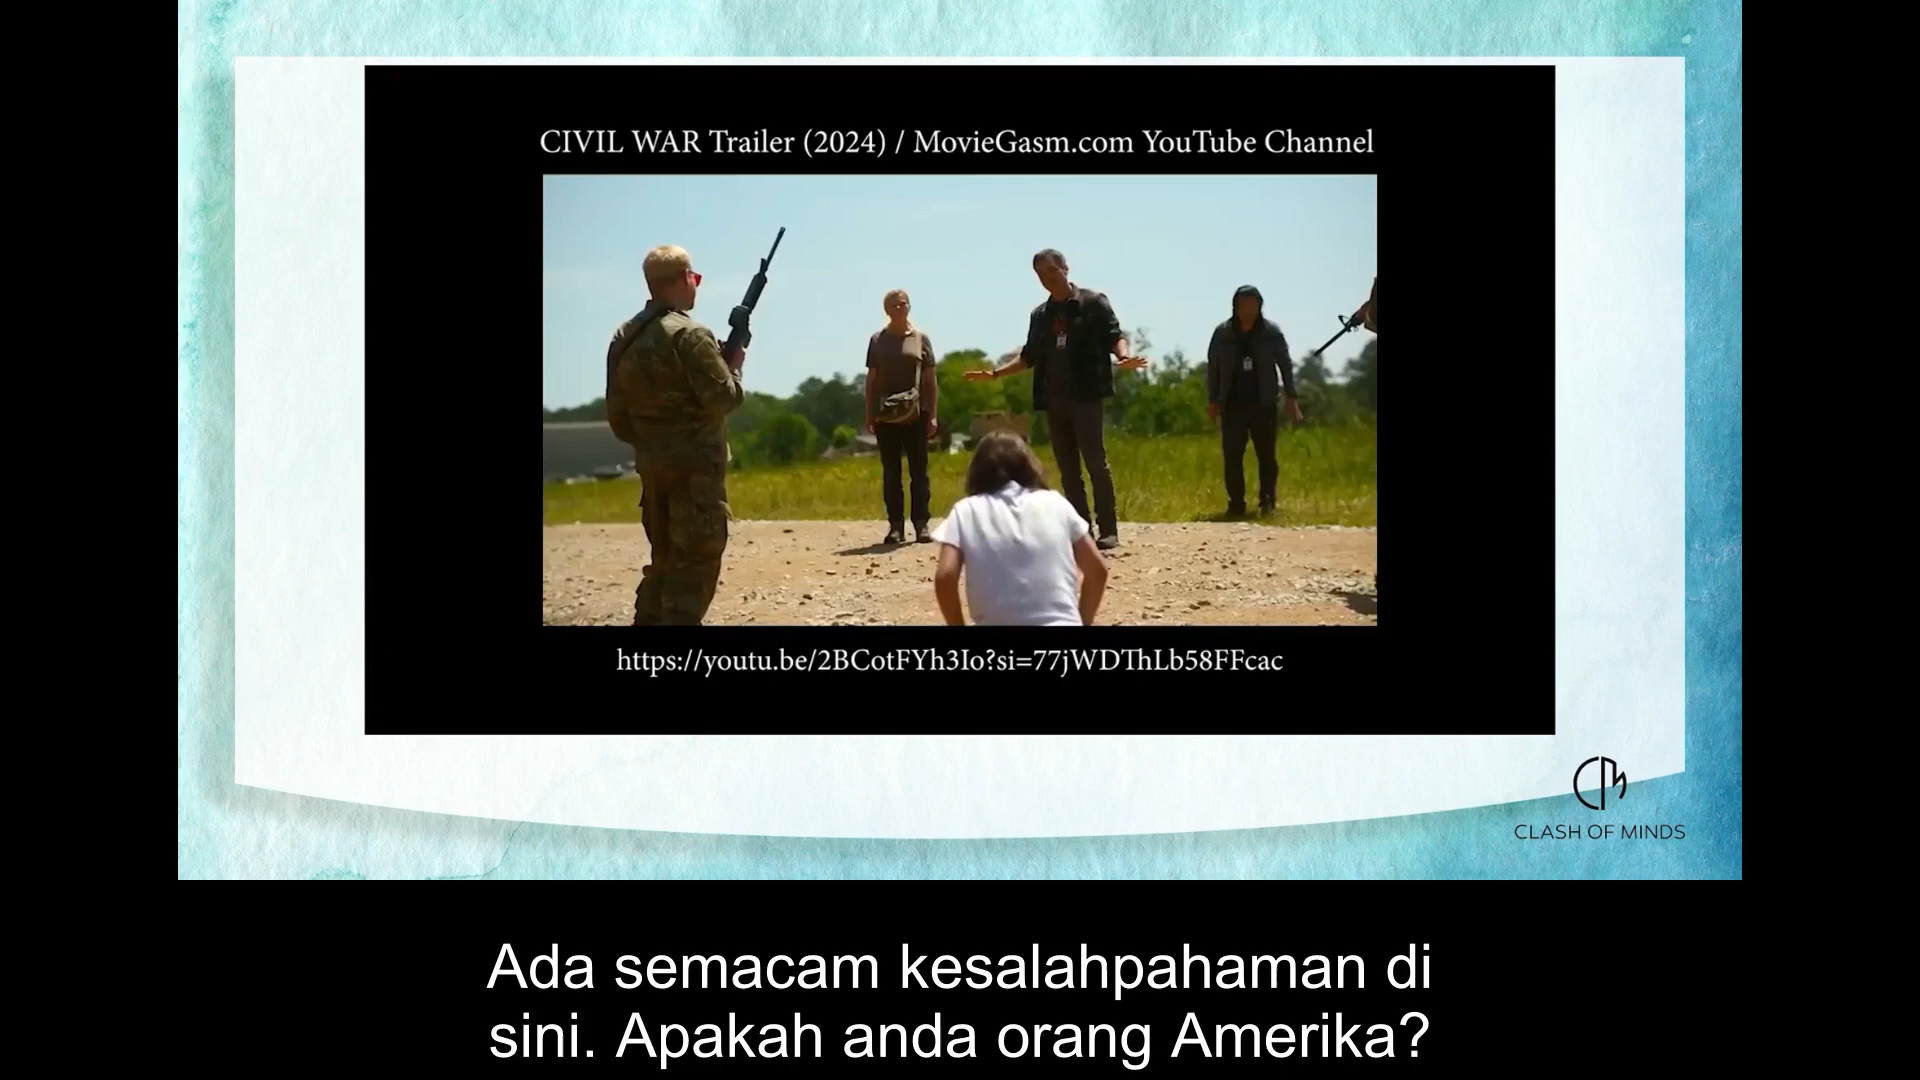 CIVIL WAR Trailer (2024) / MovieGasm.com YouTube Channel
https://youtu.be/2BCotFYh3Io?si=77jWDThLb58FFcac
CLASH OF MINDS
Ada semacam kesalahpahaman di
sini. Apakah anda orang Amerika?